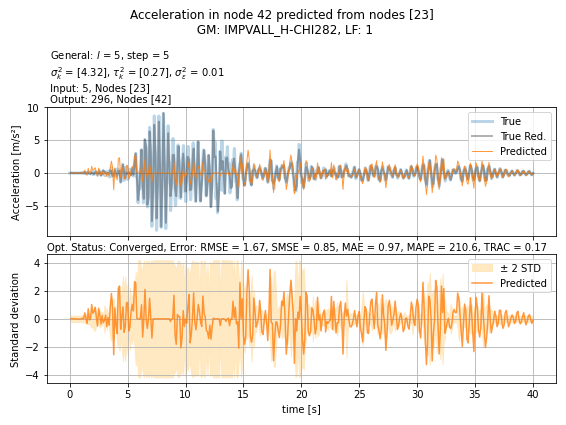 Acceleration in node 42 predicted from nodes [23]
GM: IMPVALL_H-CHI282, LF: 1
General: l = 5, step = 5
σ²ₖ = [4.32], τ²ₖ = [0.27], σ²ε = 0.01
Input: 5, Nodes [23]
Output: 296, Nodes [42]
10
5
0
−5
Acceleration [m/s²]
True
True Red.
Predicted
Opt. Status: Converged, Error: RMSE = 1.67, SMSE = 0.85, MAE = 0.97, MAPE = 210.6, TRAC = 0.17
4
2
0
−2
−4
Standard deviation
± 2 STD
Predicted
0 5 10 15 20 25 30 35 40
time [s]